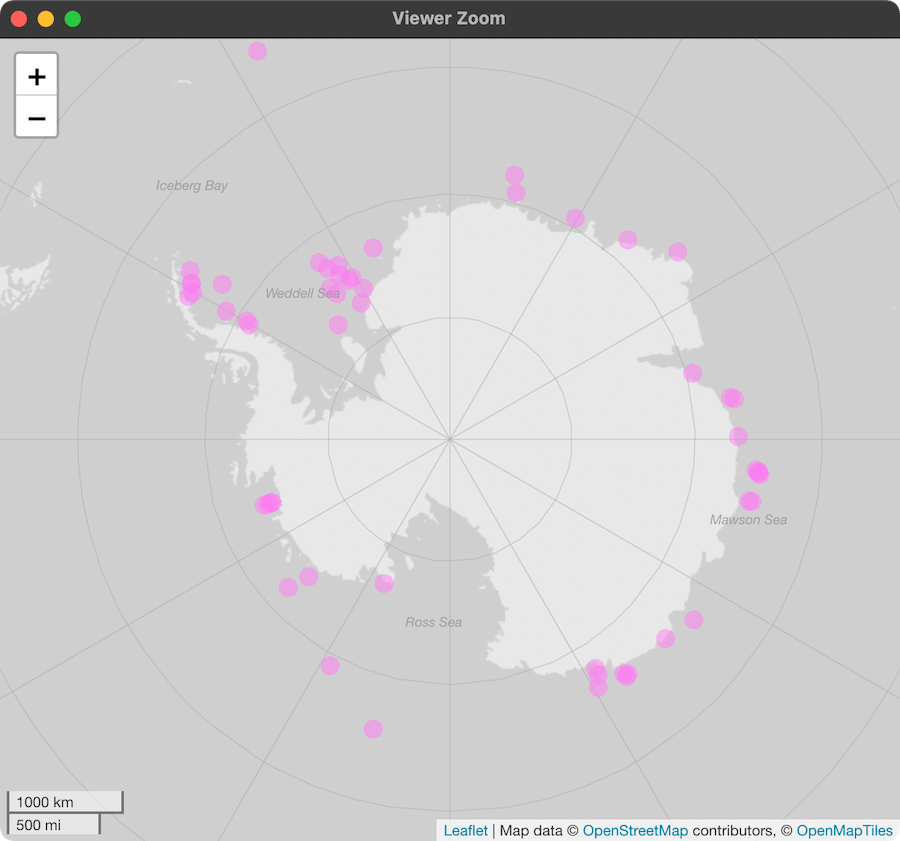 Viewer Zoom
+
−
Iceberg Bay
Weddell Sea
Mawson Sea
Ross Sea
1000 km
500 mi
Leaflet | Map data © OpenStreetMap contributors, © OpenMapTiles